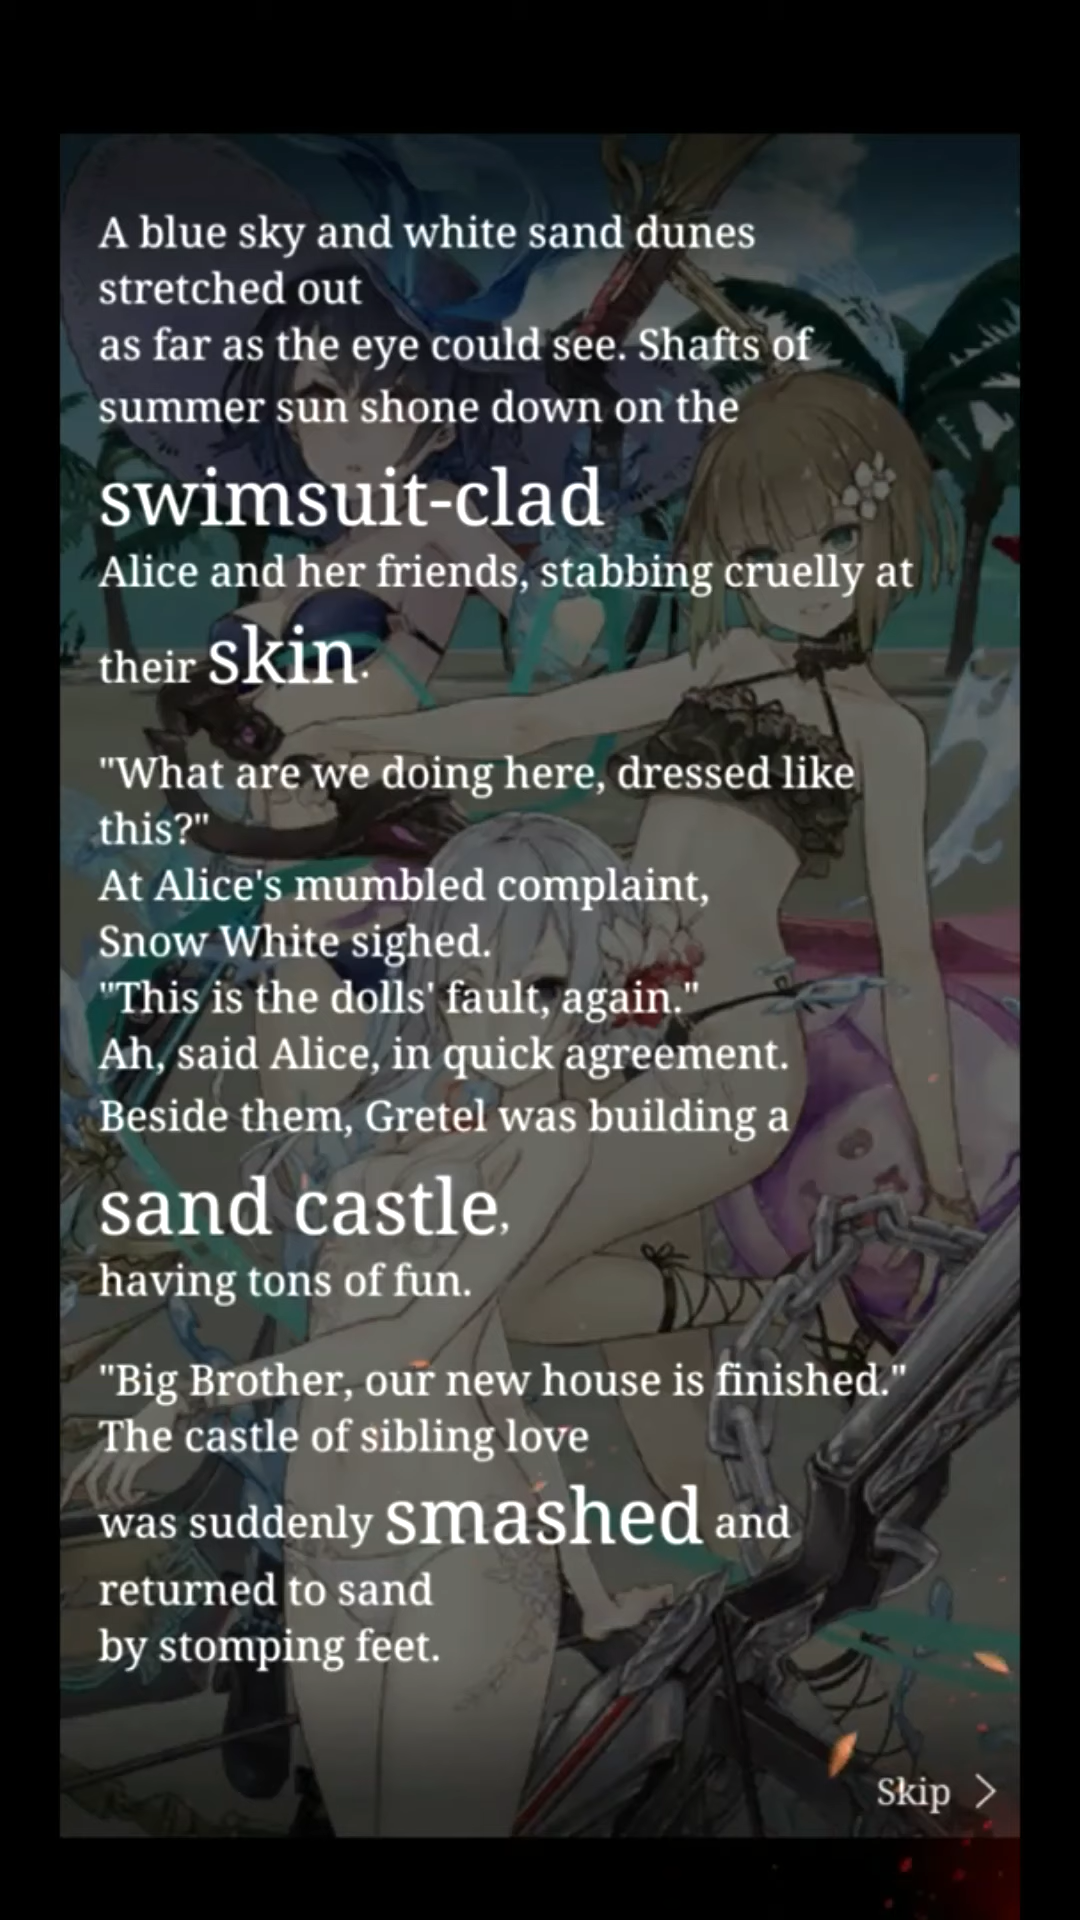 A blue sky and white sand dunes
stretched out
as far as the eye could see. Shafts of
summer sun shone down on the
swimsuit-clad
Alice and her friends, stabbing cruelly at
their skin.
"What are we doing here, dressed like
this?"
At Alice's mumbled complaint,
Snow White sighed.
"This is the dolls' fault, again."
Ah, said Alice, in quick agreement.
Beside them, Gretel was building a
sand castle,
having tons of fun.
"Big Brother, our new house is finished."
The castle of sibling love
was suddenly smashed and
returned to sand
by stomping feet.
Skip >